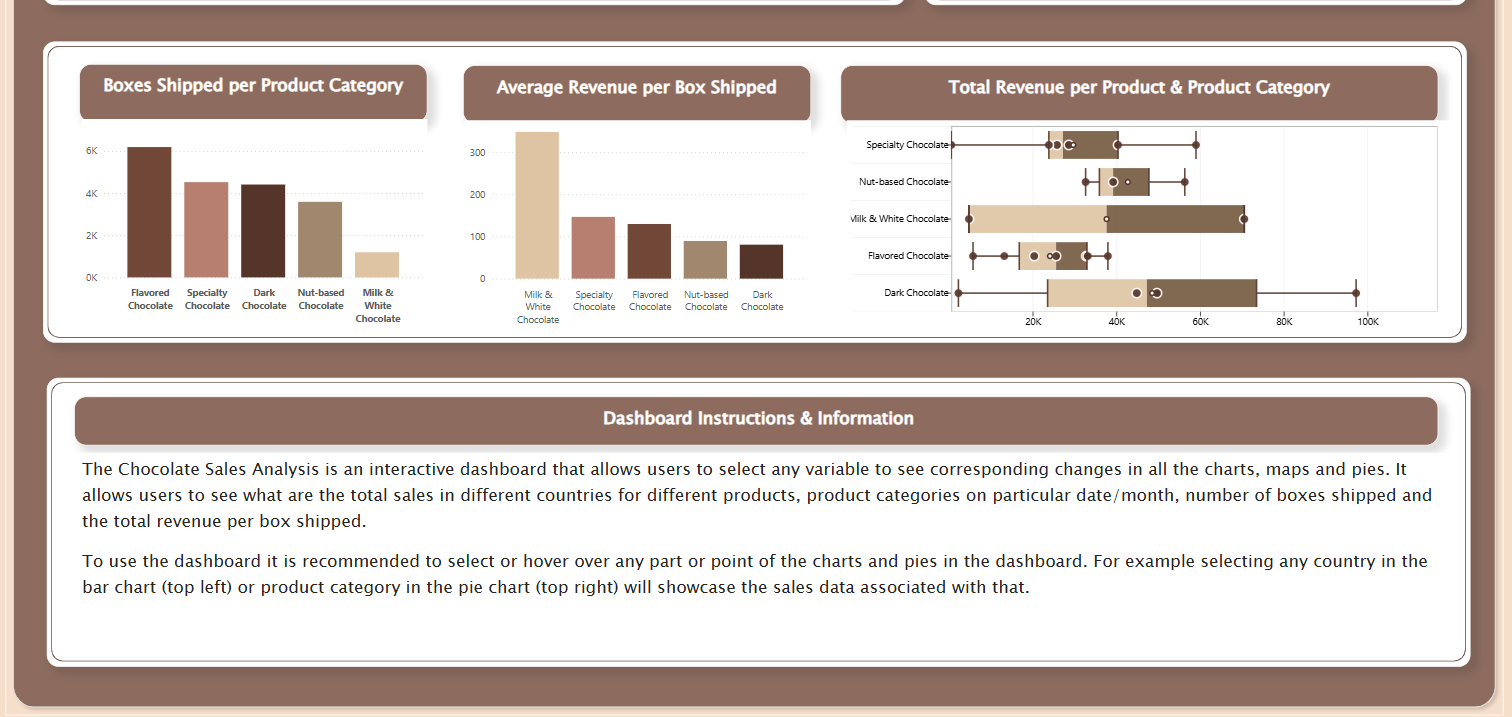 Boxes Shipped per Product Category
6K
4K
2K
0K
Flavored
Chocolate
Specialty
Chocolate
Dark
Chocolate
Nut-based
Chocolate
Milk &
White
Chocolate
Average Revenue per Box Shipped
300
200
100
0
Milk &
White
Chocolate
Specialty
Chocolate
Flavored
Chocolate
Nut-based
Chocolate
Dark
Chocolate
Total Revenue per Product & Product Category
Specialty Chocolate
Nut-based Chocolate
Milk & White Chocolate
Flavored Chocolate
Dark Chocolate
20K
40K
60K
80K
100K
Dashboard Instructions & Information
The Chocolate Sales Analysis is an interactive dashboard that allows users to select any variable to see corresponding changes in all the charts, maps and pies. It
allows users to see what are the total sales in different countries for different products, product categories on particular date/month, number of boxes shipped and
the total revenue per box shipped.
To use the dashboard it is recommended to select or hover over any part or point of the charts and pies in the dashboard. For example selecting any country in the
bar chart (top left) or product category in the pie chart (top right) will showcase the sales data associated with that.